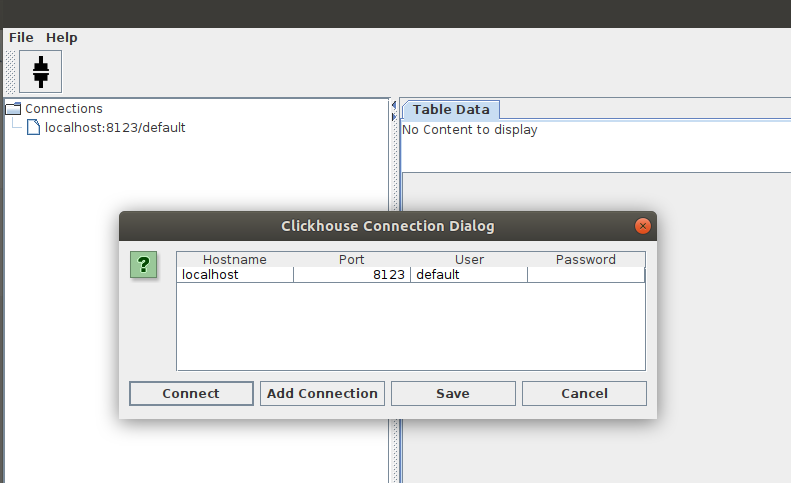 File Help
Connections
localhost:8123/default
Table Data
No Content to display
Clickhouse Connection Dialog
?
Hostname Port User Password
localhost 8123 default
Connect Add Connection Save Cancel